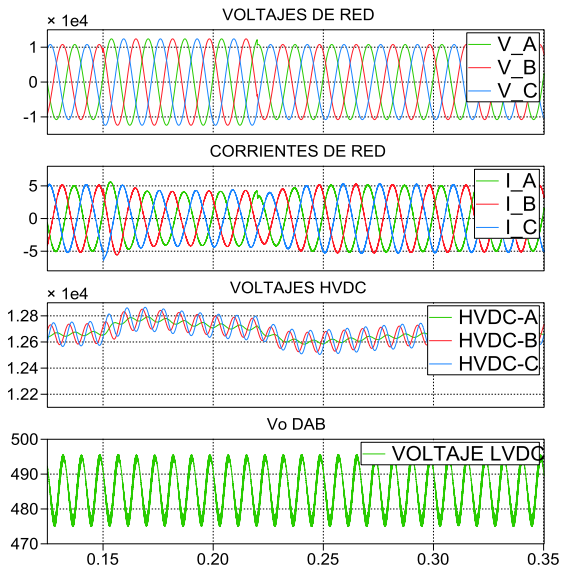 VOLTAJES DE RED
× 1e4
1
0
-1
V_A
V_B
V_C
CORRIENTES DE RED
5
0
-5
I_A
I_B
I_C
VOLTAJES HVDC
× 1e4
1.28
1.26
1.24
1.22
HVDC-A
HVDC-B
HVDC-C
Vo DAB
500
490
480
470
VOLTAJE LVDC
0.15 0.20 0.25 0.30 0.35